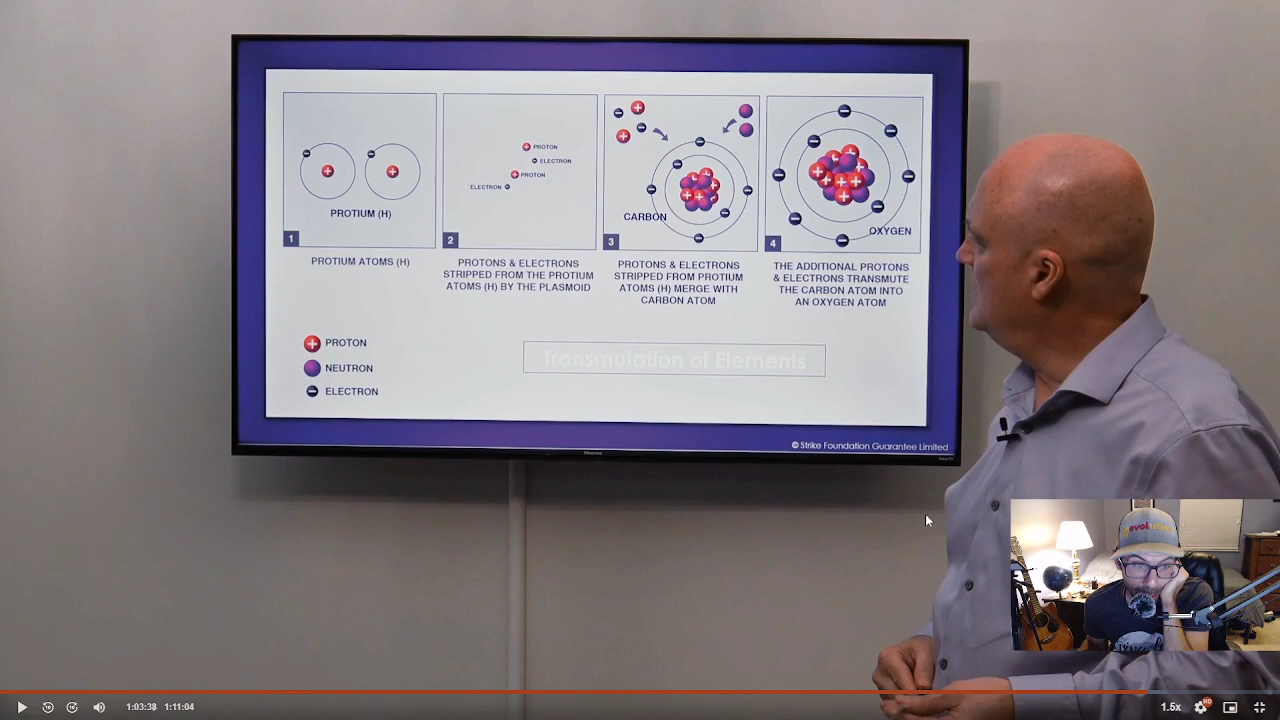 PROTIUM (H)
1
PROTIUM ATOMS (H)
PROTON
ELECTRON
PROTON
ELECTRON
2
PROTONS & ELECTRONS
STRIPPED FROM THE PROTIUM
ATOMS (H) BY THE PLASMOID
CARBON
3
PROTONS & ELECTRONS
STRIPPED FROM PROTIUM
ATOMS (H) MERGE WITH
CARBON ATOM
OXYGEN
4
THE ADDITIONAL PROTONS
& ELECTRONS TRANSMUTE
THE CARBON ATOM INTO
AN OXYGEN ATOM
PROTON
NEUTRON
ELECTRON
Transmutation of Elements
© Strike Foundation Guarantee Limited
Hisense
1:03:38 1:11:04
1.5x
HD